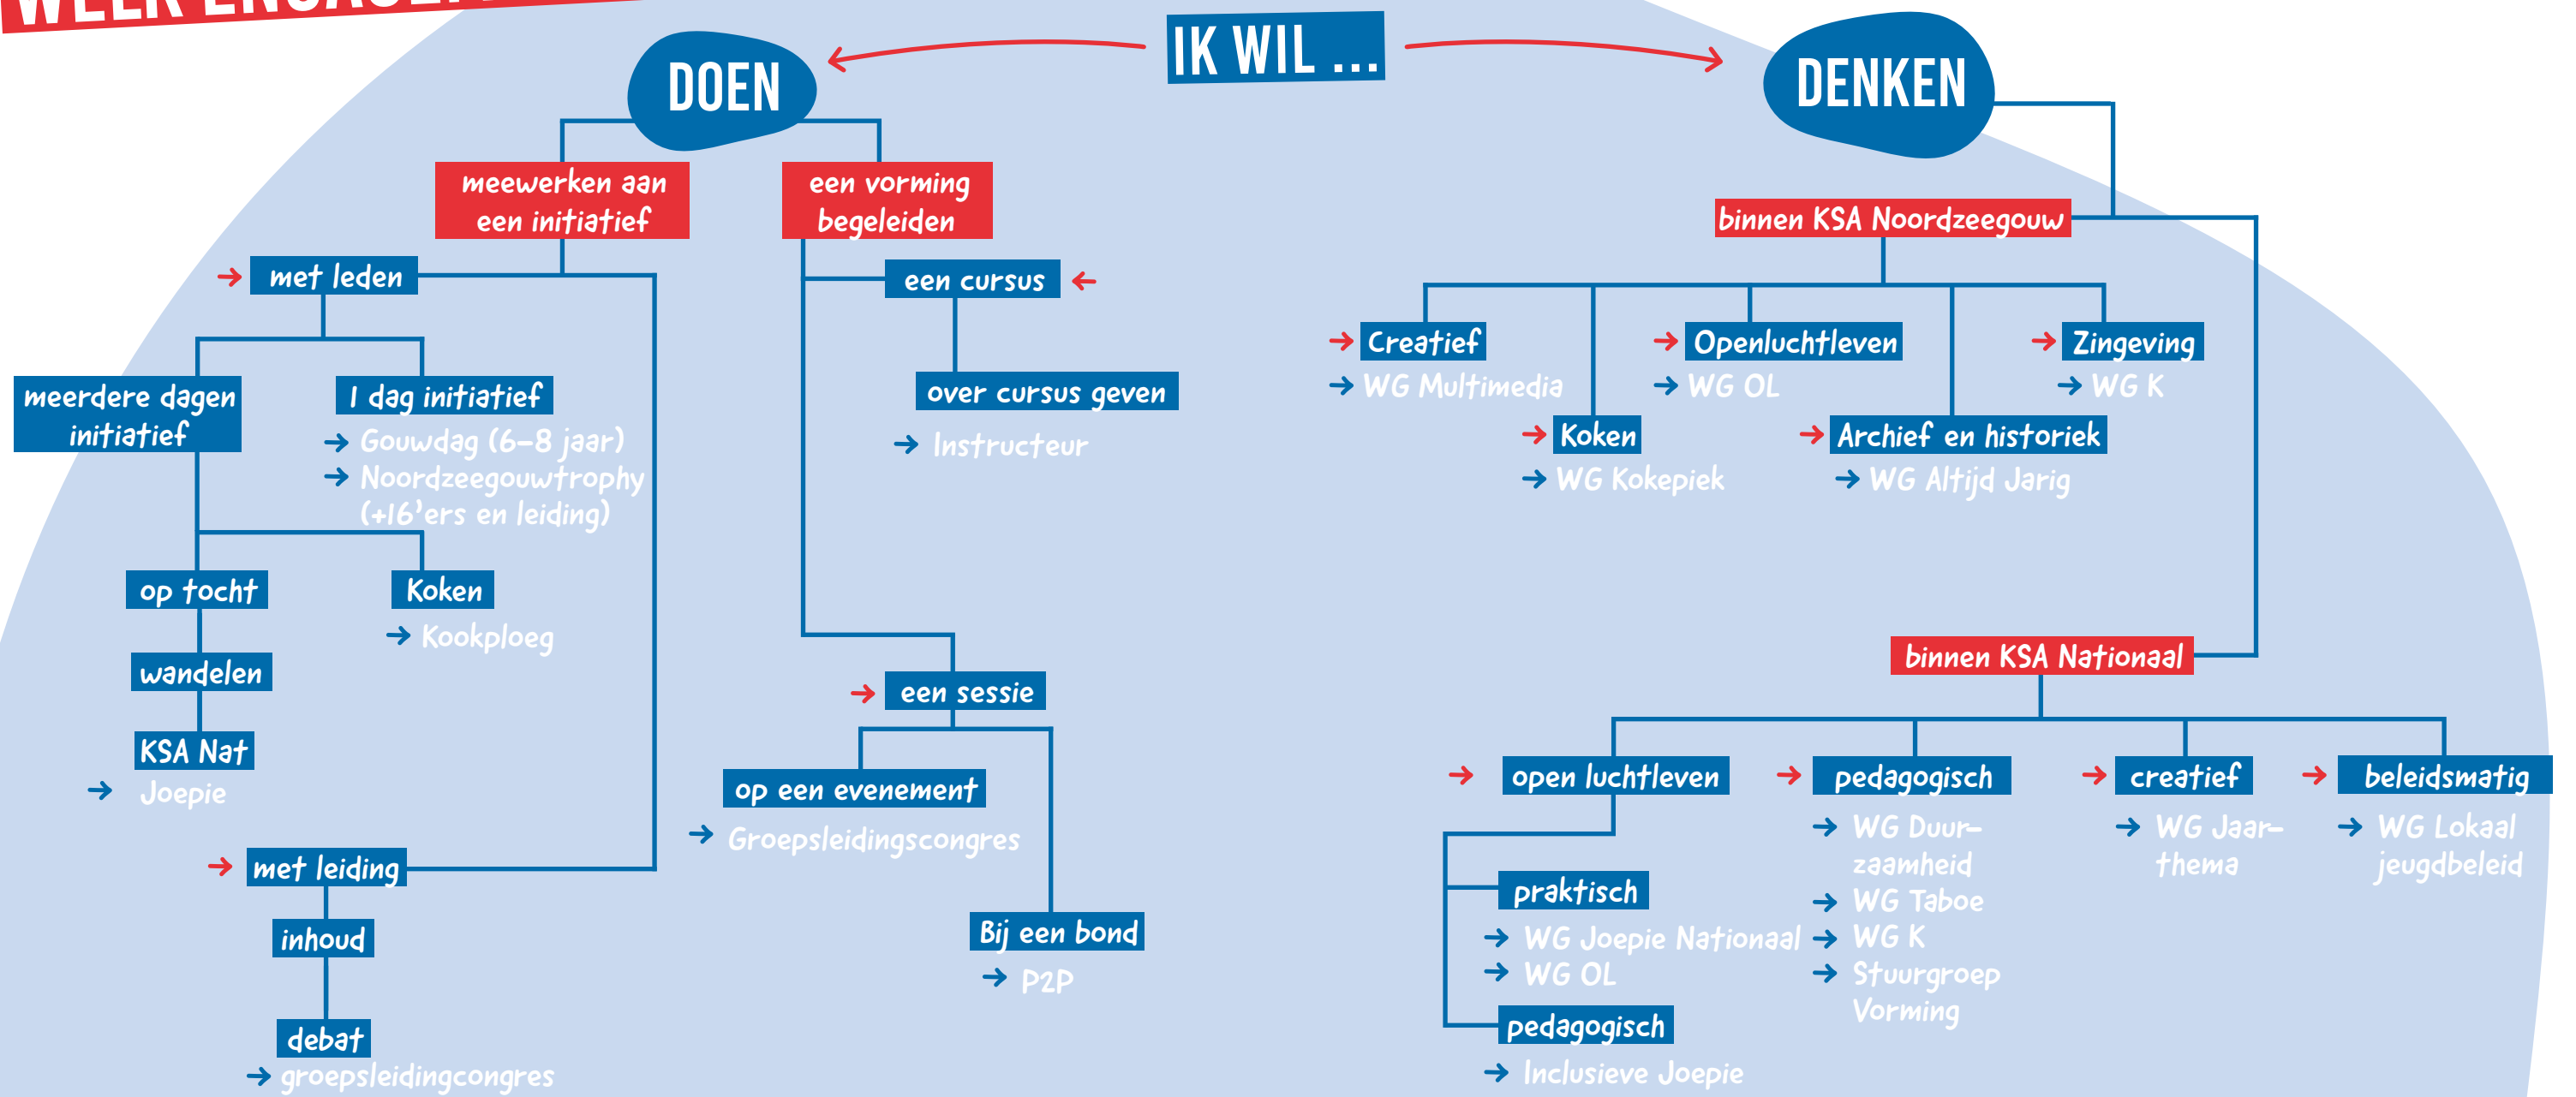 IK WIL ...
DOEN
DENKEN
meewerken aan
een initiatief
een vorming
begeleiden
met leden
een cursus
meerdere dagen
initiatief
1 dag initiatief
Gouwdag (6-8 jaar)
Noordzeegouwtrophy
(+16'ers en leiding)
over cursus geven
Instructeur
op tocht
Koken
Kookploeg
wandelen
KSA Nat
Joepie
een sessie
op een evenement
Groepsleidingscongres
Bij een bond
P2P
met leiding
inhoud
debat
groepsleidingcongres
binnen KSA Noordzeegouw
Creatief
WG Multimedia
Openluchtleven
WG OL
Zingeving
WG K
Koken
WG Kokepiek
Archief en historiek
WG Altijd Jarig
binnen KSA Nationaal
open luchtleven
praktisch
WG Joepie Nationaal
WG OL
pedagogisch
Inclusieve Joepie
pedagogisch
WG Duur-
zaamheid
WG Taboe
WG K
Stuurgroep
Vorming
creatief
WG Jaar-
thema
beleidsmatig
WG Lokaal
jeugdbeleid